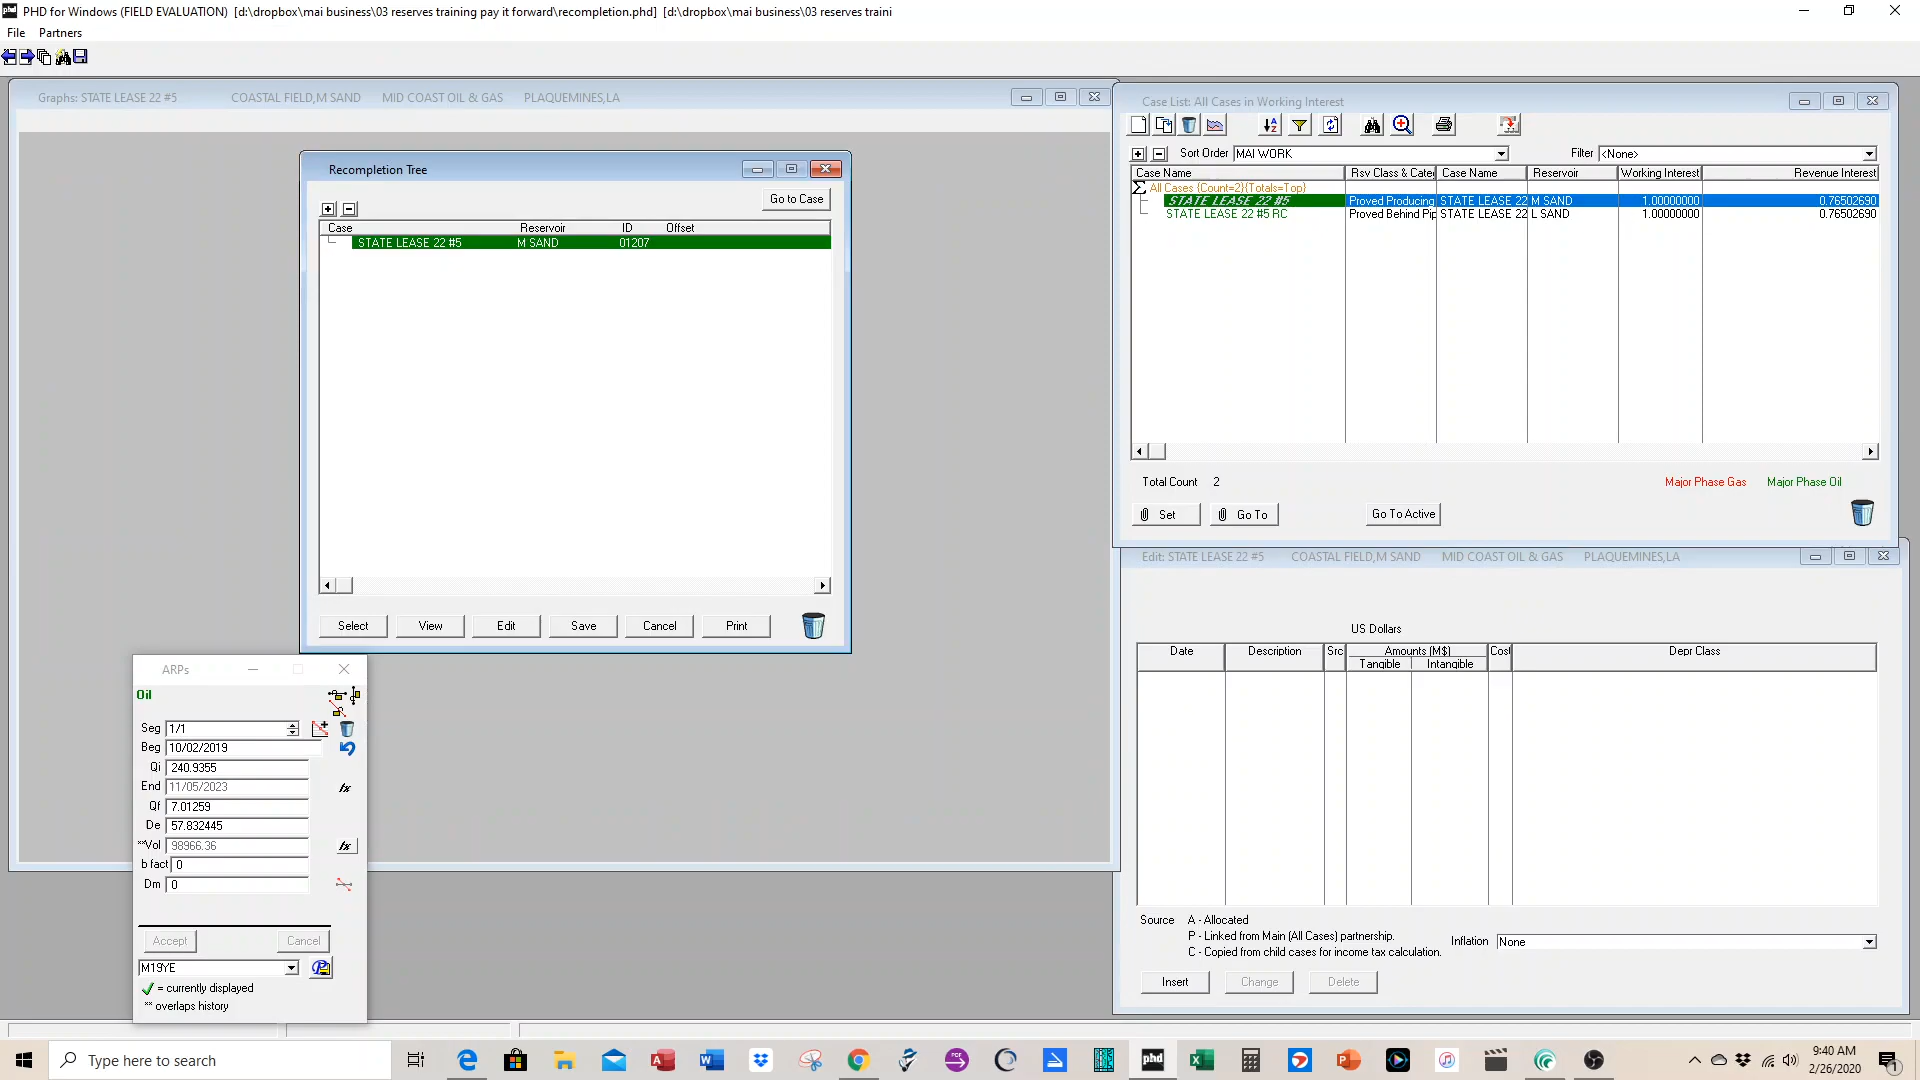 PHD for Windows (FIELD EVALUATION) [d:\dropbox\mai business\03 reserves training pay it forward\recompletion.phd] [d:\dropbox\mai business\03 reserves traini
File Partners
Graphs: STATE LEASE 22 #5 COASTAL FIELD,M SAND MID COAST OIL & GAS PLAQUEMINES,LA
Recompletion Tree
Go to Case
Case Reservoir ID Offset
STATE LEASE 22 #5 M SAND 01207
Select View Edit Save Cancel Print
ARPs
Oil
Seg 1/1
Beg 10/02/2019
Qi 240.9355
End 11/05/2023 fx
Qf 7.01259
De 57.832445
**Vol 98966.36 fx
b fact 0
Dm 0
Accept Cancel
M19YE
= currently displayed
** overlaps history
Case List: All Cases in Working Interest
Sort Order MAI WORK Filter <None>
Case Name Rsv Class & Cate Case Name Reservoir Working Interest Revenue Interest
All Cases {Count=2}{Totals=Top}
STATE LEASE 22 #5 Proved Producing STATE LEASE 22 M SAND 1.00000000 0.76502690
STATE LEASE 22 #5 RC Proved Behind Pip STATE LEASE 22 L SAND 1.00000000 0.76502690
Total Count 2 Major Phase Gas Major Phase Oil
Set Go To Go To Active
Edit: STATE LEASE 22 #5 COASTAL FIELD,M SAND MID COAST OIL & GAS PLAQUEMINES,LA
US Dollars
Date Description Src Amounts (M$) Cost Depr Class
Tangible Intangible
Source A - Allocated
P - Linked from Main (All Cases) partnership.
C - Copied from child cases for income tax calculation.
Inflation None
Insert Change Delete
Type here to search
phd
9:40 AM
2/26/2020
1